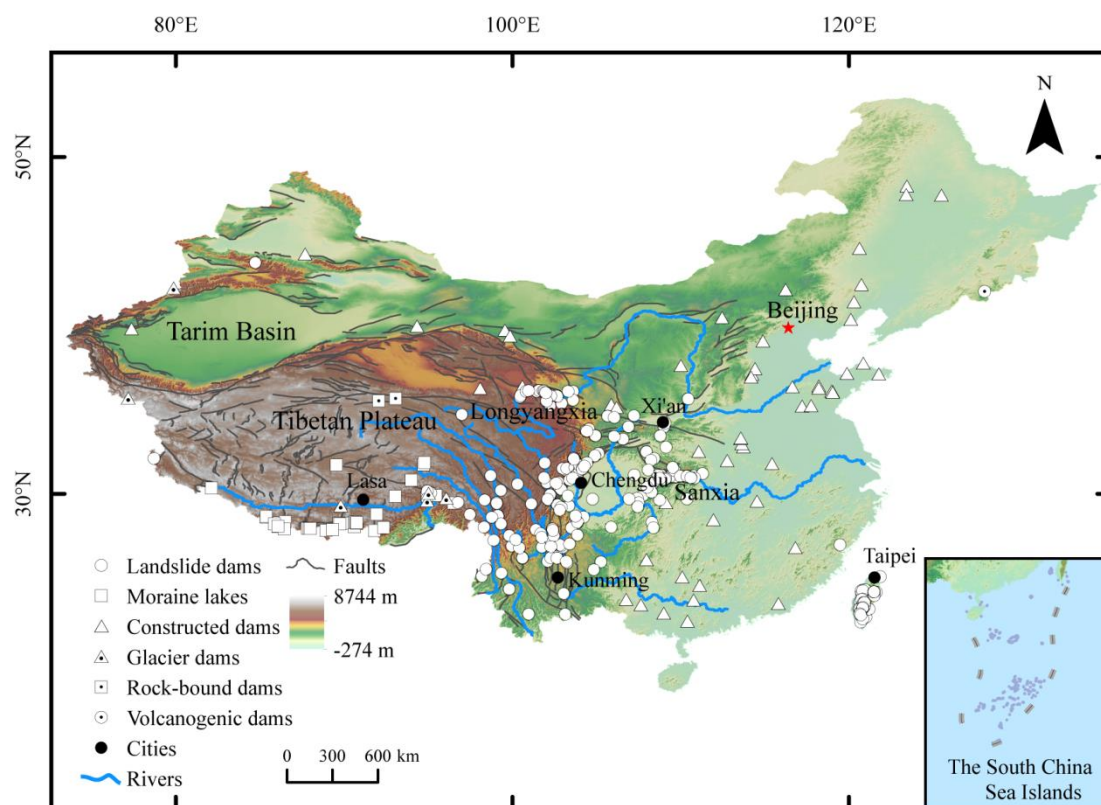 80°E
100°E
120°E
N
50°N
30°N
Beijing
Tarim Basin
Tibetan Plateau
Longyangxia
Xi'an
Lasa
Chengdu
Sanxia
Kunming
Taipei
Landslide dams
Moraine lakes
Constructed dams
Glacier dams
Rock-bound dams
Volcanogenic dams
Cities
Rivers
Faults
8744 m
-274 m
0 300 600 km
The South China
Sea Islands